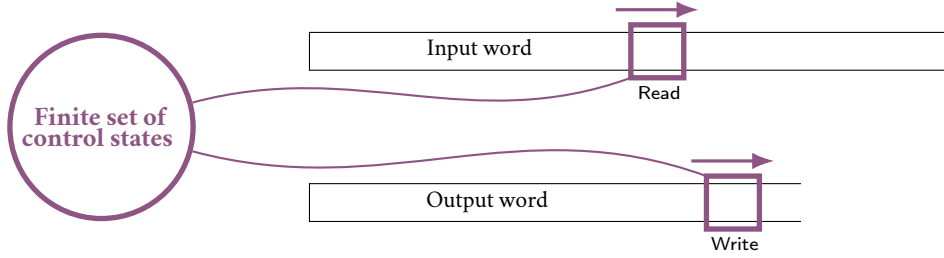 Input word
Read
Finite set of
control states
Output word
Write